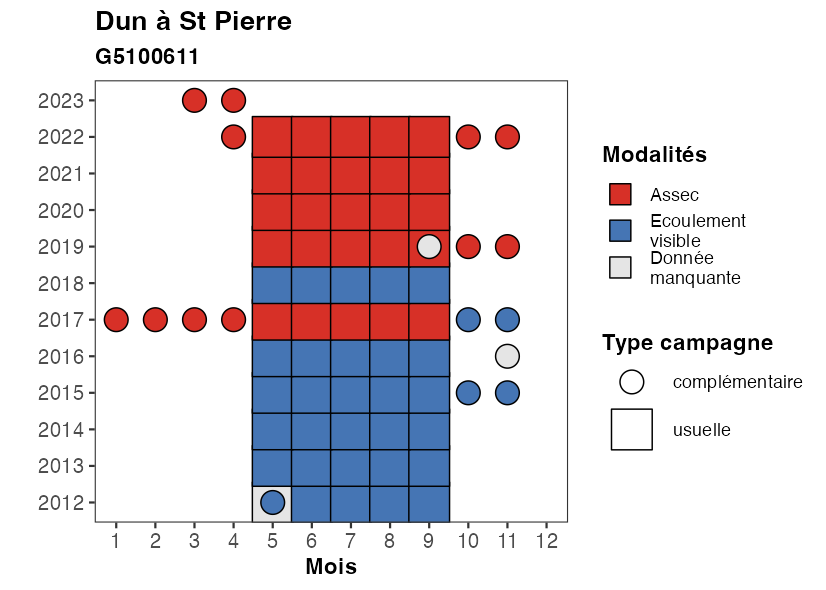 Dun à St Pierre
G5100611
2023
2022
2021
2020
2019
2018
2017
2016
2015
2014
2013
2012
1 2 3 4 5 6 7 8 9 10 11 12
Mois
Modalités
Assec
Ecoulement
visible
Donnée
manquante
Type campagne
complémentaire
usuelle